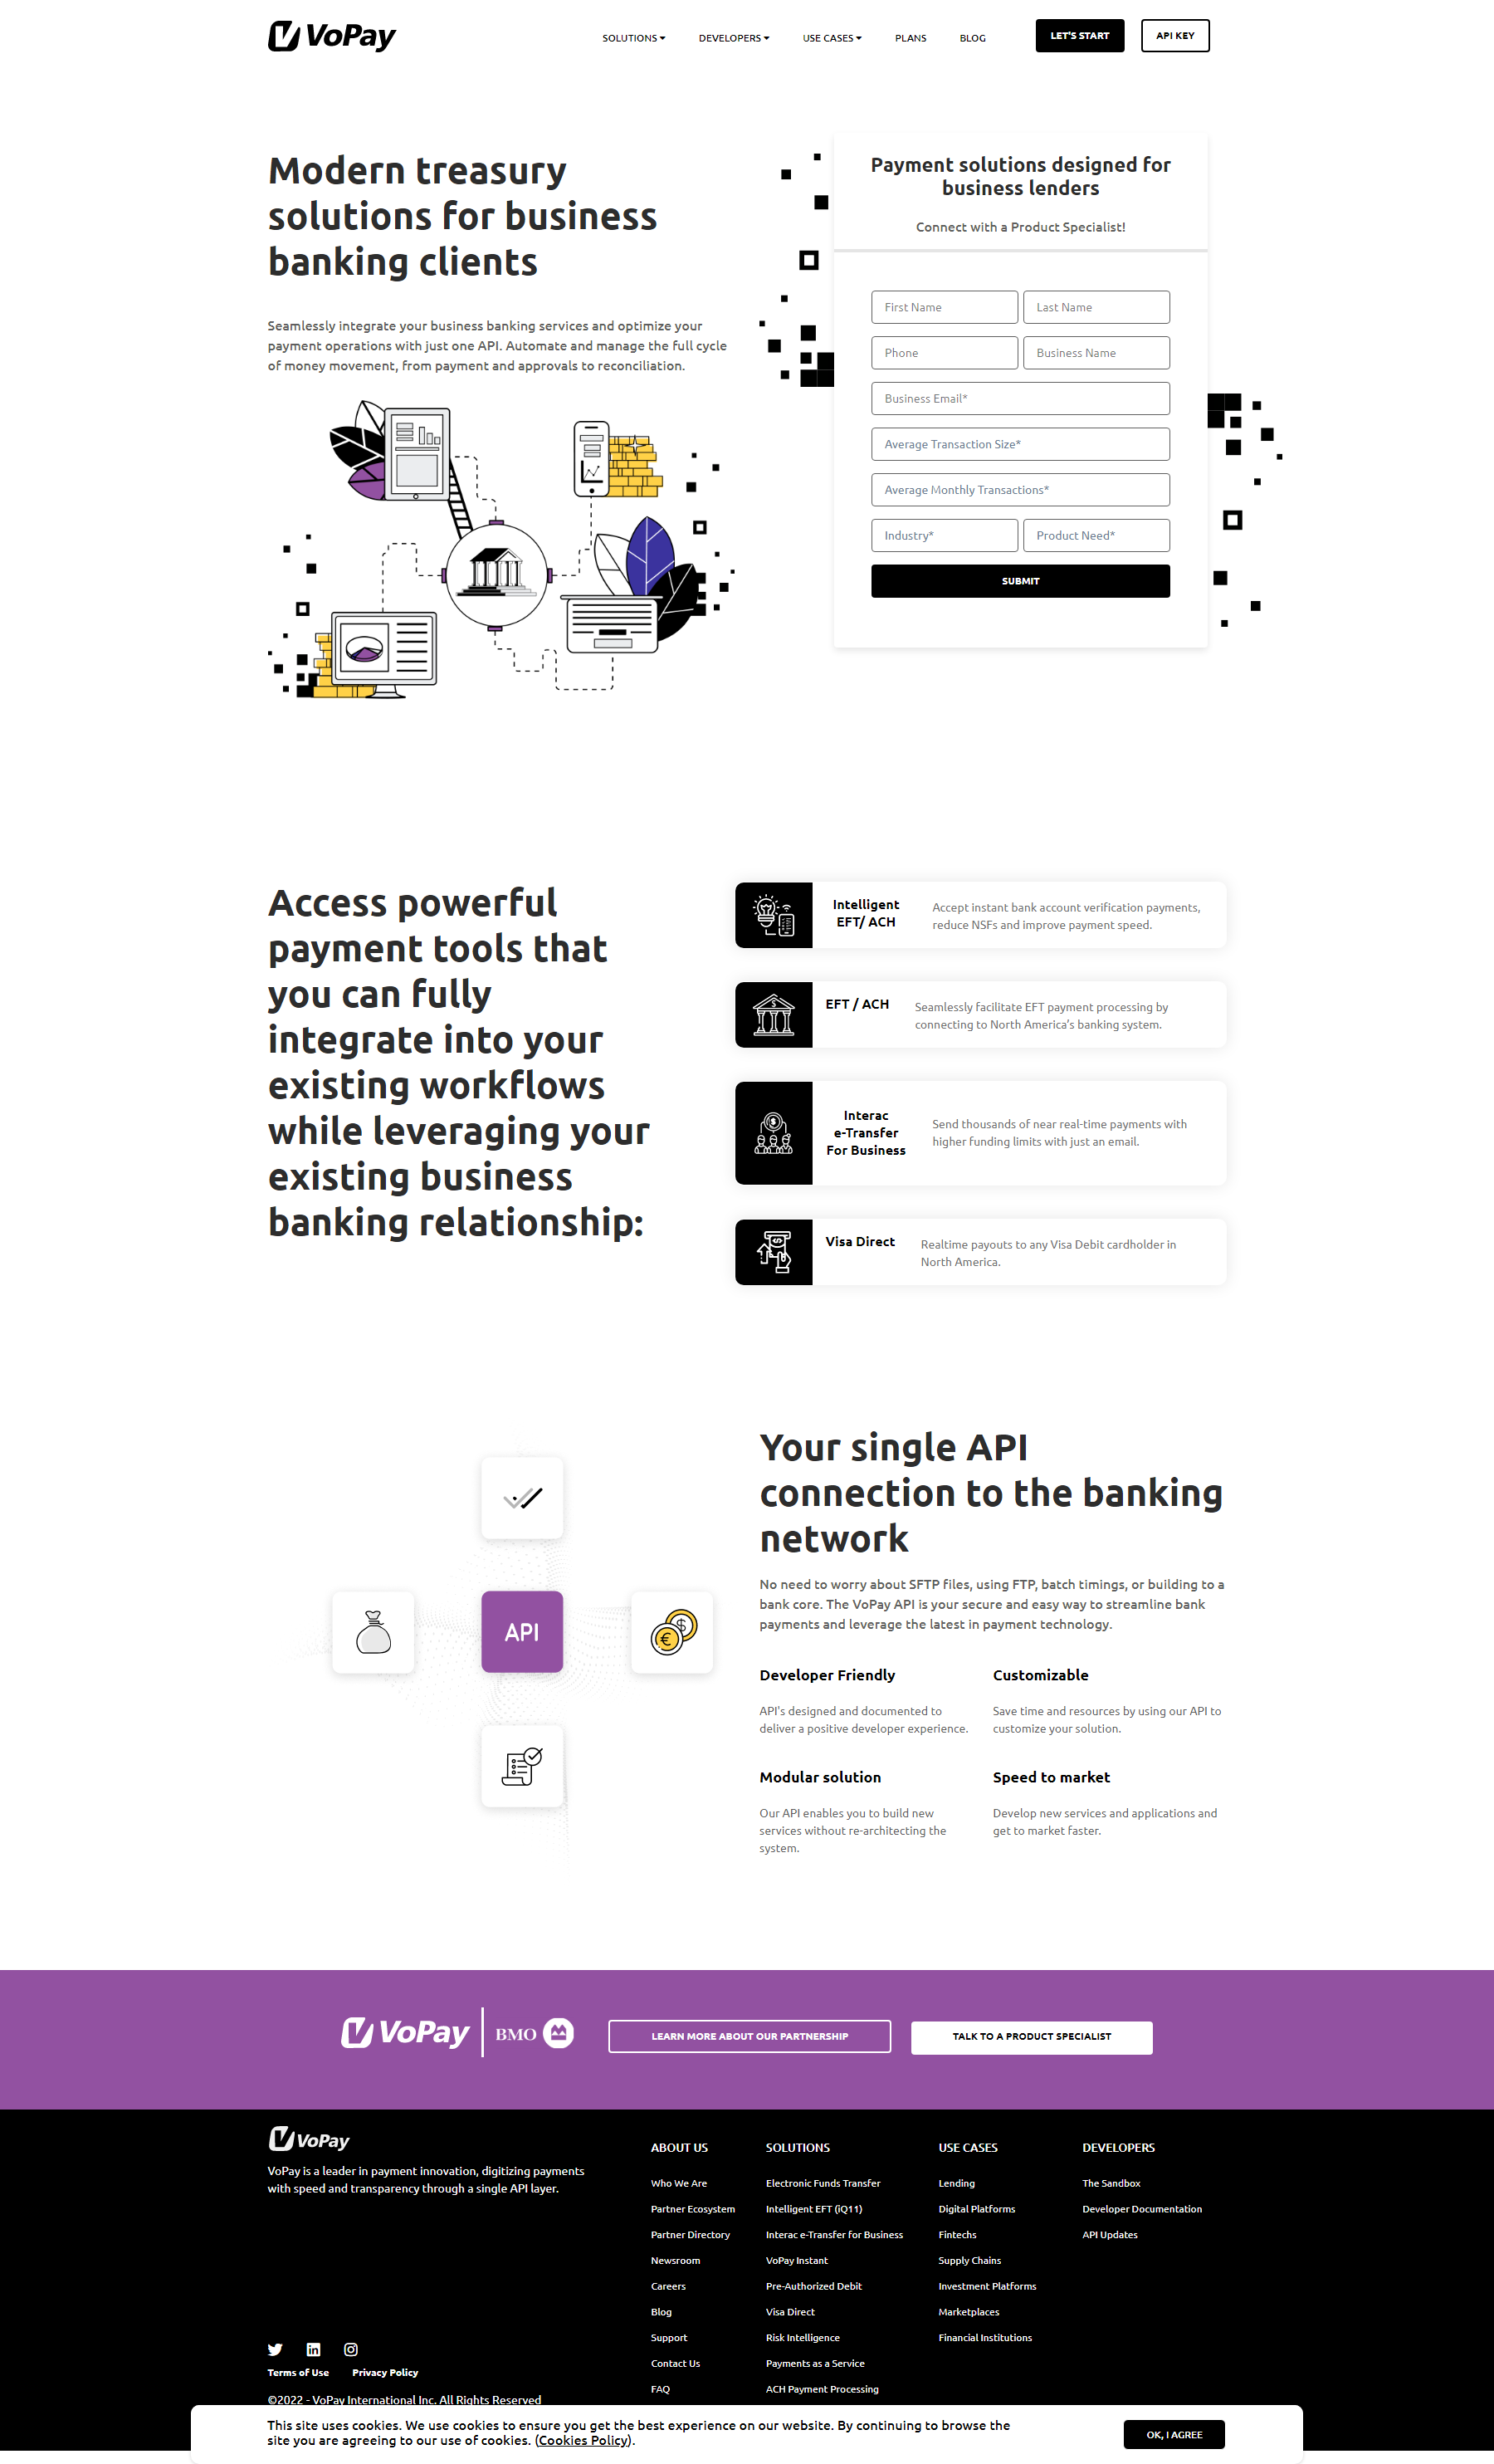 VoPay
SOLUTIONS
DEVELOPERS
USE CASES
PLANS
BLOG
LET'S START
API KEY
Modern treasury
solutions for business
banking clients
Seamlessly integrate your business banking services and optimize your
payment operations with just one API. Automate and manage the full cycle
of money movement, from payment and approvals to reconciliation.
Payment solutions designed for
business lenders
Connect with a Product Specialist!
First Name
Last Name
Phone
Business Name
Business Email*
Average Transaction Size*
Average Monthly Transactions*
Industry*
Product Need*
SUBMIT
Access powerful
payment tools that
you can fully
integrate into your
existing workflows
while leveraging your
existing business
banking relationship:
Intelligent
EFT/ ACH
Accept instant bank account verification payments,
reduce NSFs and improve payment speed.
EFT / ACH
Seamlessly facilitate EFT payment processing by
connecting to North America's banking system.
Interac
e-Transfer
For Business
Send thousands of near real-time payments with
higher funding limits with just an email.
Visa Direct
Realtime payouts to any Visa Debit cardholder in
North America.
API
Your single API
connection to the banking
network
No need to worry about SFTP files, using FTP, batch timings, or building to a
bank core. The VoPay API is your secure and easy way to streamline bank
payments and leverage the latest in payment technology.
Developer Friendly
API's designed and documented to
deliver a positive developer experience.
Customizable
Save time and resources by using our API to
customize your solution.
Modular solution
Our API enables you to build new
services without re-architecting the
system.
Speed to market
Develop new services and applications and
get to market faster.
VoPay
BMO
LEARN MORE ABOUT OUR PARTNERSHIP
TALK TO A PRODUCT SPECIALIST
VoPay
VoPay is a leader in payment innovation, digitizing payments
with speed and transparency through a single API layer.
Terms of Use
Privacy Policy
©2022 - VoPay International Inc. All Rights Reserved
ABOUT US
Who We Are
Partner Ecosystem
Partner Directory
Newsroom
Careers
Blog
Support
Contact Us
FAQ
SOLUTIONS
Electronic Funds Transfer
Intelligent EFT (iQ11)
Interac e-Transfer for Business
VoPay Instant
Pre-Authorized Debit
Visa Direct
Risk Intelligence
Payments as a Service
ACH Payment Processing
USE CASES
Lending
Digital Platforms
Fintechs
Supply Chains
Investment Platforms
Marketplaces
Financial Institutions
DEVELOPERS
The Sandbox
Developer Documentation
API Updates
This site uses cookies. We use cookies to ensure you get the best experience on our website. By continuing to browse the
site you are agreeing to our use of cookies. (Cookies Policy).
OK, I AGREE